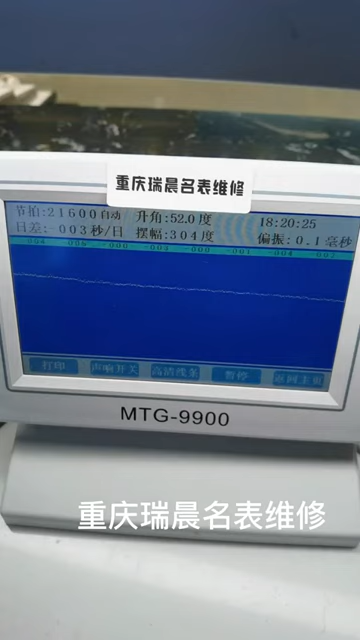 重庆瑞晨名表维修
节拍:21600自动 升角:52.0度 18:20:25
日差:-003秒/日 摆幅:304度 偏振:0.1毫秒
打印 声响开关 高清线条 暂停 返回主页
MTG-9900
重庆瑞晨名表维修